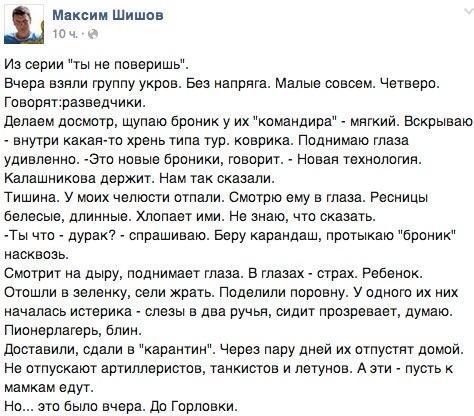 Максим Шишов
10 ч. ·
Из серии "ты не поверишь".
Вчера взяли группу укров. Без напряга. Малые совсем. Четверо.
Говорят:разведчики.
Делаем досмотр, щупаю броник у их "командира" - мягкий. Вскрываю
- внутри какая-то хрень типа тур. коврика. Поднимаю глаза
удивленно. -Это новые броники, говорит. - Новая технология.
Калашникова держит. Нам так сказали.
Тишина. У моих челюсти отпали. Смотрю ему в глаза. Ресницы
белесые, длинные. Хлопает ими. Не знаю, что сказать.
-Ты что - дурак? - спрашиваю. Беру карандаш, протыкаю "броник"
насквозь.
Смотрит на дыру, поднимает глаза. В глазах - страх. Ребенок.
Отошли в зеленку, сели жрать. Поделили поровну. У одного их них
началась истерика - слезы в два ручья, сидит прозревает, думаю.
Пионерлагерь, блин.
Доставили, сдали в "карантин". Через пару дней их отпустят домой.
Не отпускают артиллеристов, танкистов и летунов. А эти - пусть к
мамкам едут.
Но... это было вчера. До Горловки.